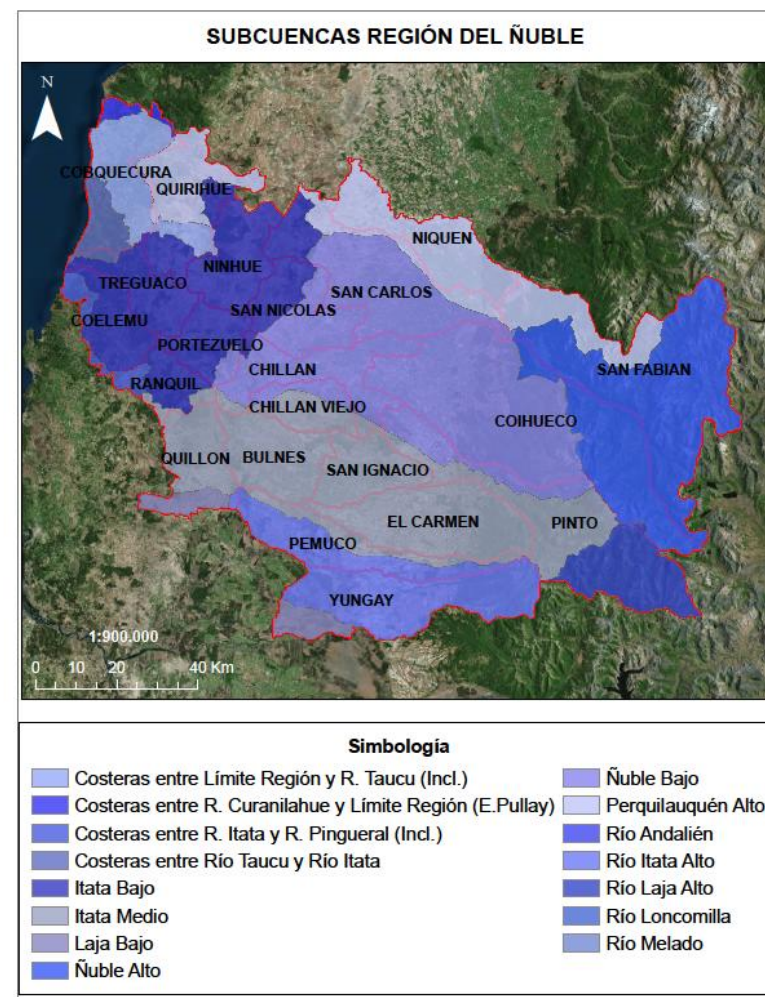 SUBCUENCAS REGIÓN DEL ÑUBLE
N
COBQUECURA
QUIRIHUE
NIQUEN
NINHUE
TREGUACO
SAN CARLOS
SAN NICOLAS
COELEMU
PORTEZUELO
CHILLAN
SAN FABIAN
RANQUIL
CHILLAN VIEJO
COIHUECO
QUILLON
BULNES
SAN IGNACIO
EL CARMEN
PINTO
PEMUCO
YUNGAY
1:900.000
0 10 20 40 Km
Simbología
Costeras entre Límite Región y R. Taucu (Incl.)
Costeras entre R. Curanilahue y Límite Región (E.Pullay)
Costeras entre R. Itata y R. Pingueral (Incl.)
Costeras entre Río Taucu y Río Itata
Itata Bajo
Itata Medio
Laja Bajo
Ñuble Alto
Ñuble Bajo
Perquilauquén Alto
Río Andalién
Río Itata Alto
Río Laja Alto
Río Loncomilla
Río Melado